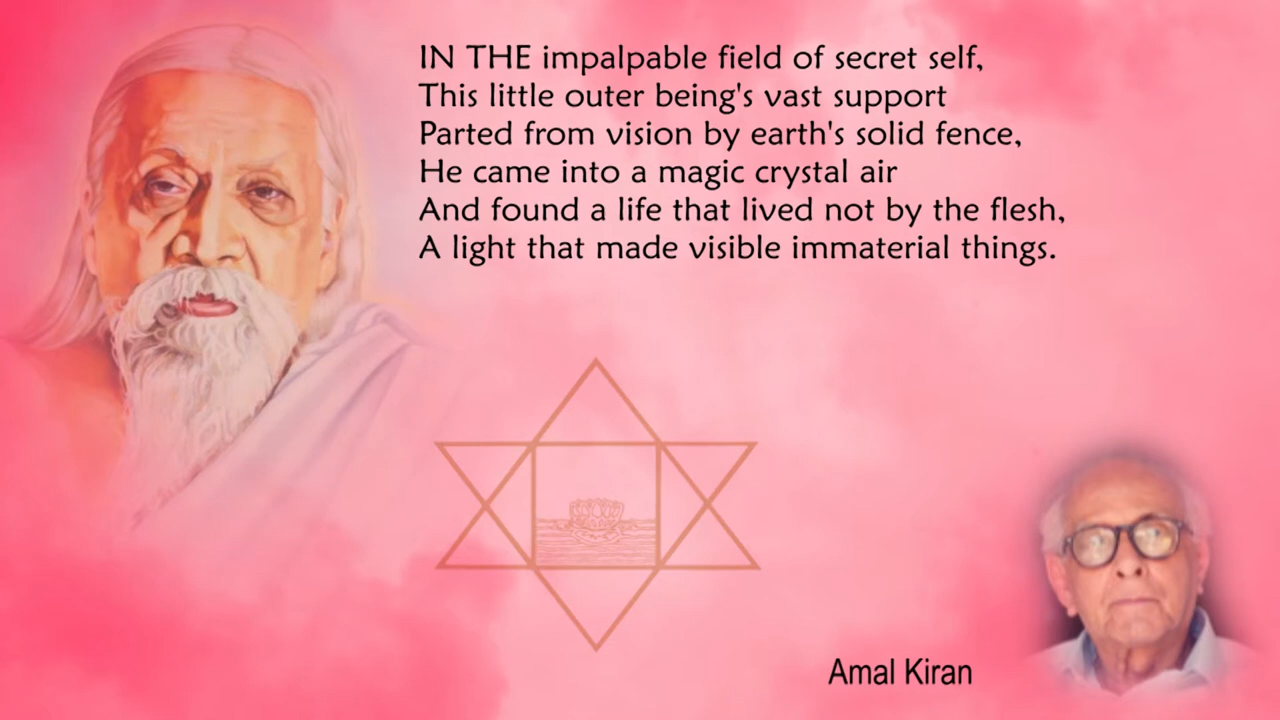 IN THE impalpable field of secret self,
This little outer being's vast support
Parted from vision by earth's solid fence,
He came into a magic crystal air
And found a life that lived not by the flesh,
A light that made visible immaterial things.
Amal Kiran